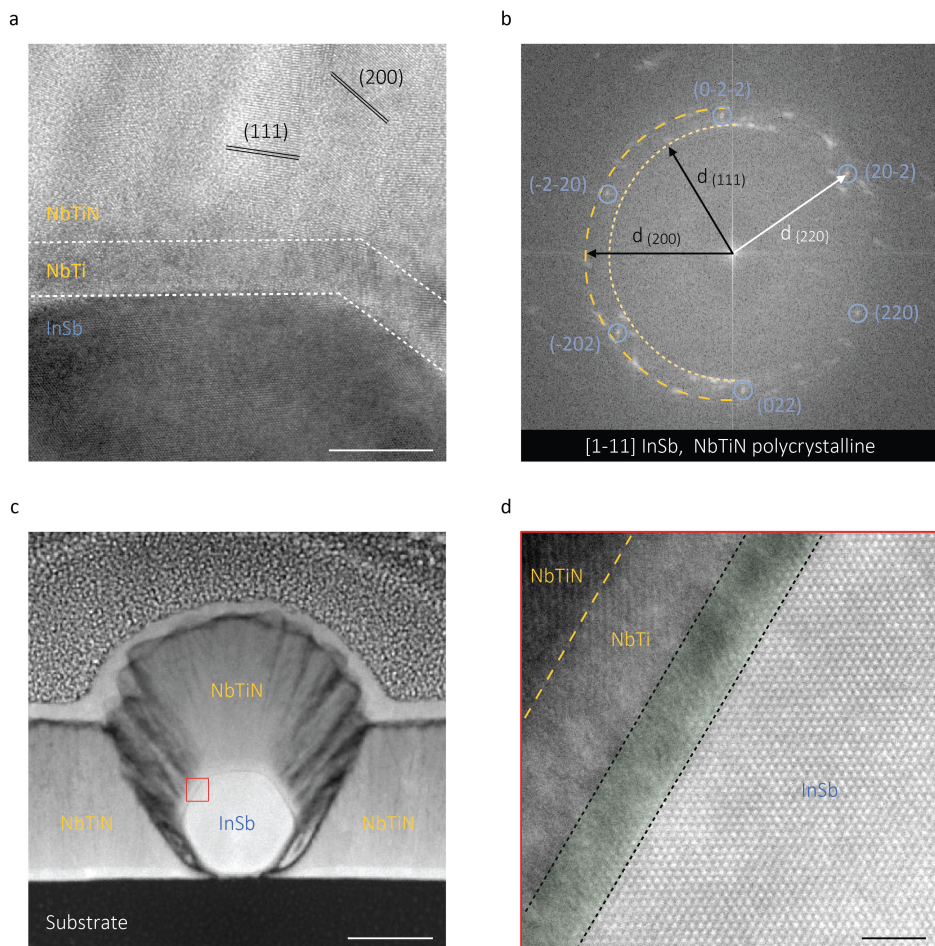 a
(200)
(111)
NbTiN
NbTi
InSb
b
(0-2-2)
(20-2)
(-2-20)
d (111)
d (200)
d (220)
(220)
(-202)
(022)
[1-11] InSb, NbTiN polycrystalline
c
NbTiN
NbTiN
InSb
NbTiN
Substrate
d
NbTiN
NbTi
InSb